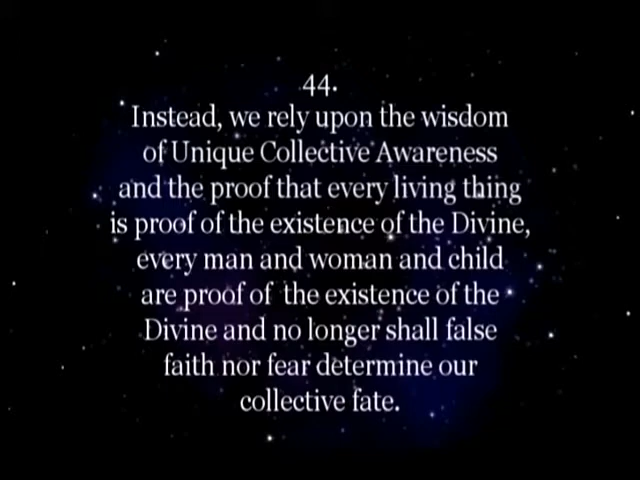 44.
Instead, we rely upon the wisdom
of Unique Collective Awareness
and the proof that every living thing
is proof of the existence of the Divine,
every man and woman and child
are proof of the existence of the
Divine and no longer shall false
faith nor fear determine our
collective fate.